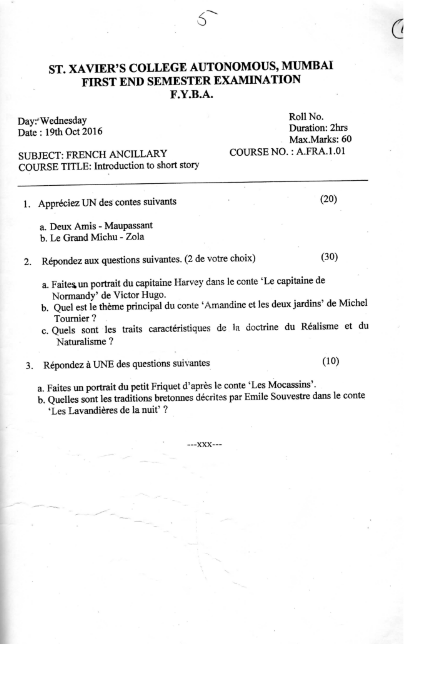 5
ST. XAVIER'S COLLEGE AUTONOMOUS, MUMBAI
FIRST END SEMESTER EXAMINATION
F.Y.B.A.
Day: Wednesday
Roll No.
Date : 19th Oct 2016
Duration: 2hrs
Max.Marks: 60
SUBJECT: FRENCH ANCILLARY
COURSE NO. : A.FRA.1.01
COURSE TITLE: Introduction to short story
1. Appréciez UN des contes suivants (20)
a. Deux Amis - Maupassant
b. Le Grand Michu - Zola
2. Répondez aux questions suivantes. (2 de votre choix) (30)
a. Faites un portrait du capitaine Harvey dans le conte ‘Le capitaine de
Normandy’ de Victor Hugo.
b. Quel est le thème principal du conte ‘Amandine et les deux jardins’ de Michel
Tournier ?
c. Quels sont les traits caractéristiques de la doctrine du Réalisme et du
Naturalisme ?
3. Répondez à UNE des questions suivantes (10)
a. Faites un portrait du petit Friquet d’après le conte ‘Les Mocassins’.
b. Quelles sont les traditions bretonnes décrites par Emile Souvestre dans le conte
‘Les Lavandières de la nuit’ ?
---xxx---